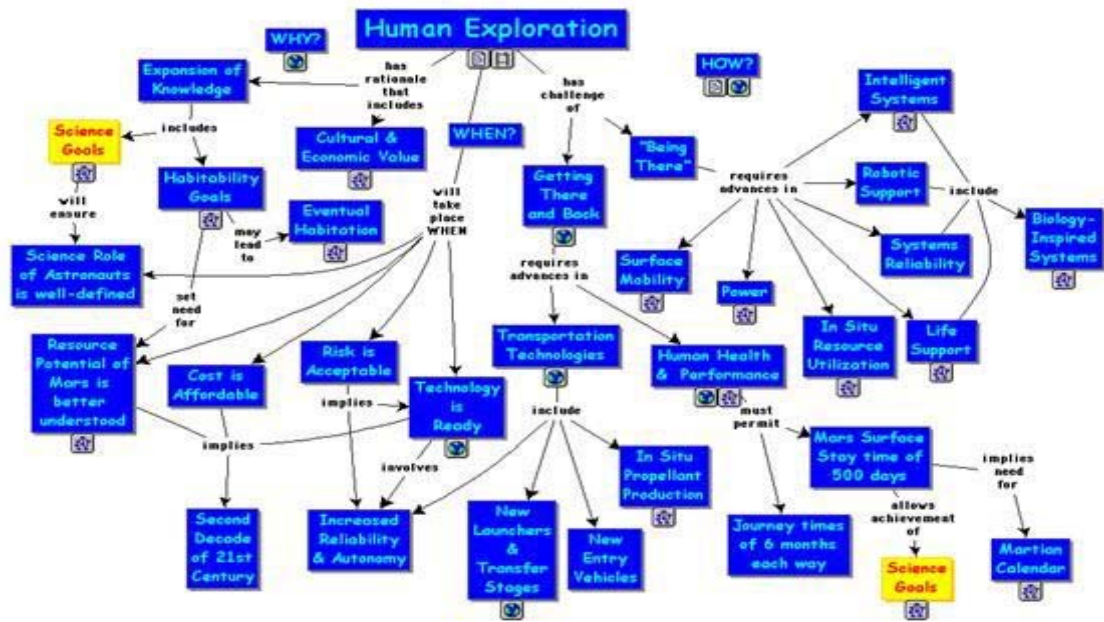 Human Exploration
WHY?
HOW?
WHEN?
Expansion of
Knowledge
has
rationale
that
includes
has
challenge
of
Intelligent
Systems
includes
Science
Goals
Cultural &
Economic Value
"Being
There"
Habitability
Goals
Getting
There
and Back
requires
advances in
Robotic
Support
include
will
ensure
may
lead
to
Eventual
Habitation
will
take
place
WHEN
Biology-
Inspired
Systems
Science Role
of Astronauts
is well-defined
Systems
Reliability
Surface
Mobility
requires
advances in
set
need
for
Power
Resource
Potential of
Mars is
better
understood
Cost is
Affordable
Risk is
Acceptable
Transportation
Technologies
Human Health
& Performance
In Situ
Resource
Utilization
Life
Support
implies
Technology
is
Ready
include
must
permit
implies
involves
In Situ
Propellant
Production
Mars Surface
Stay time of
500 days
implies
need
for
Second
Decade
of 21st
Century
Increased
Reliability
& Autonomy
New
Launchers
&
Transfer
Stages
New
Entry
Vehicles
Journey times
of 6 months
each way
allows
achievement
of
Science
Goals
Martian
Calendar